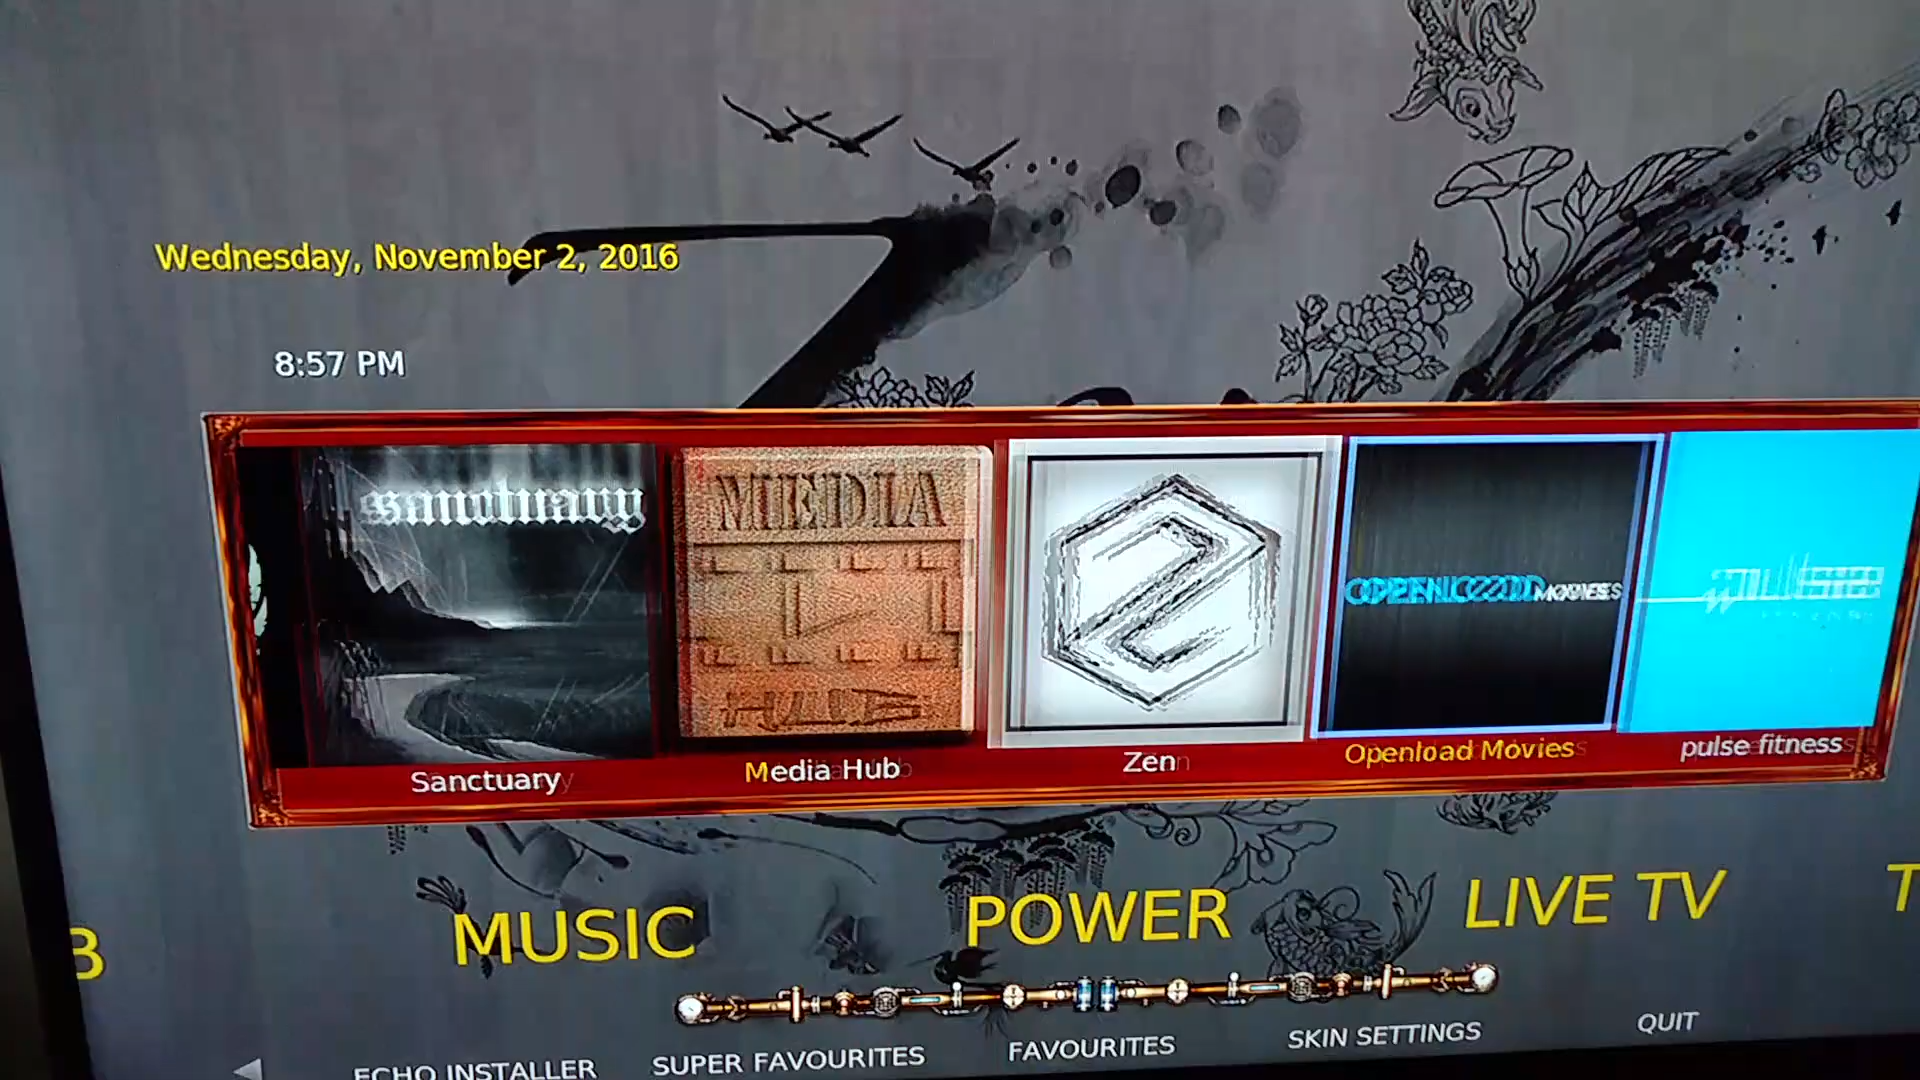 Wednesday, November 2, 2016
8:57 PM
sanctuary
MEDIA
HUB
OPENLOAD MOVIES
pulse
Sanctuary
Media Hub
Zen
Openload Movies
pulse fitness
MUSIC
POWER
LIVE TV
ECHO INSTALLER
SUPER FAVOURITES
FAVOURITES
SKIN SETTINGS
QUIT